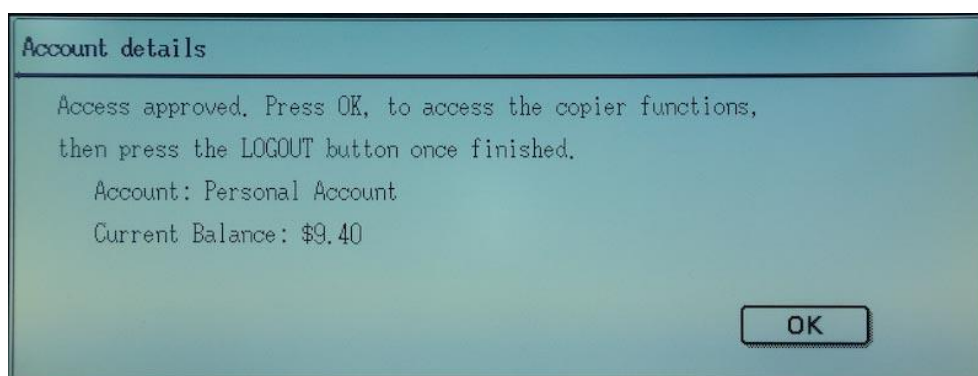 Account details
Access approved. Press OK, to access the copier functions,
then press the LOGOUT button once finished.
Account: Personal Account
Current Balance: $9.40
OK